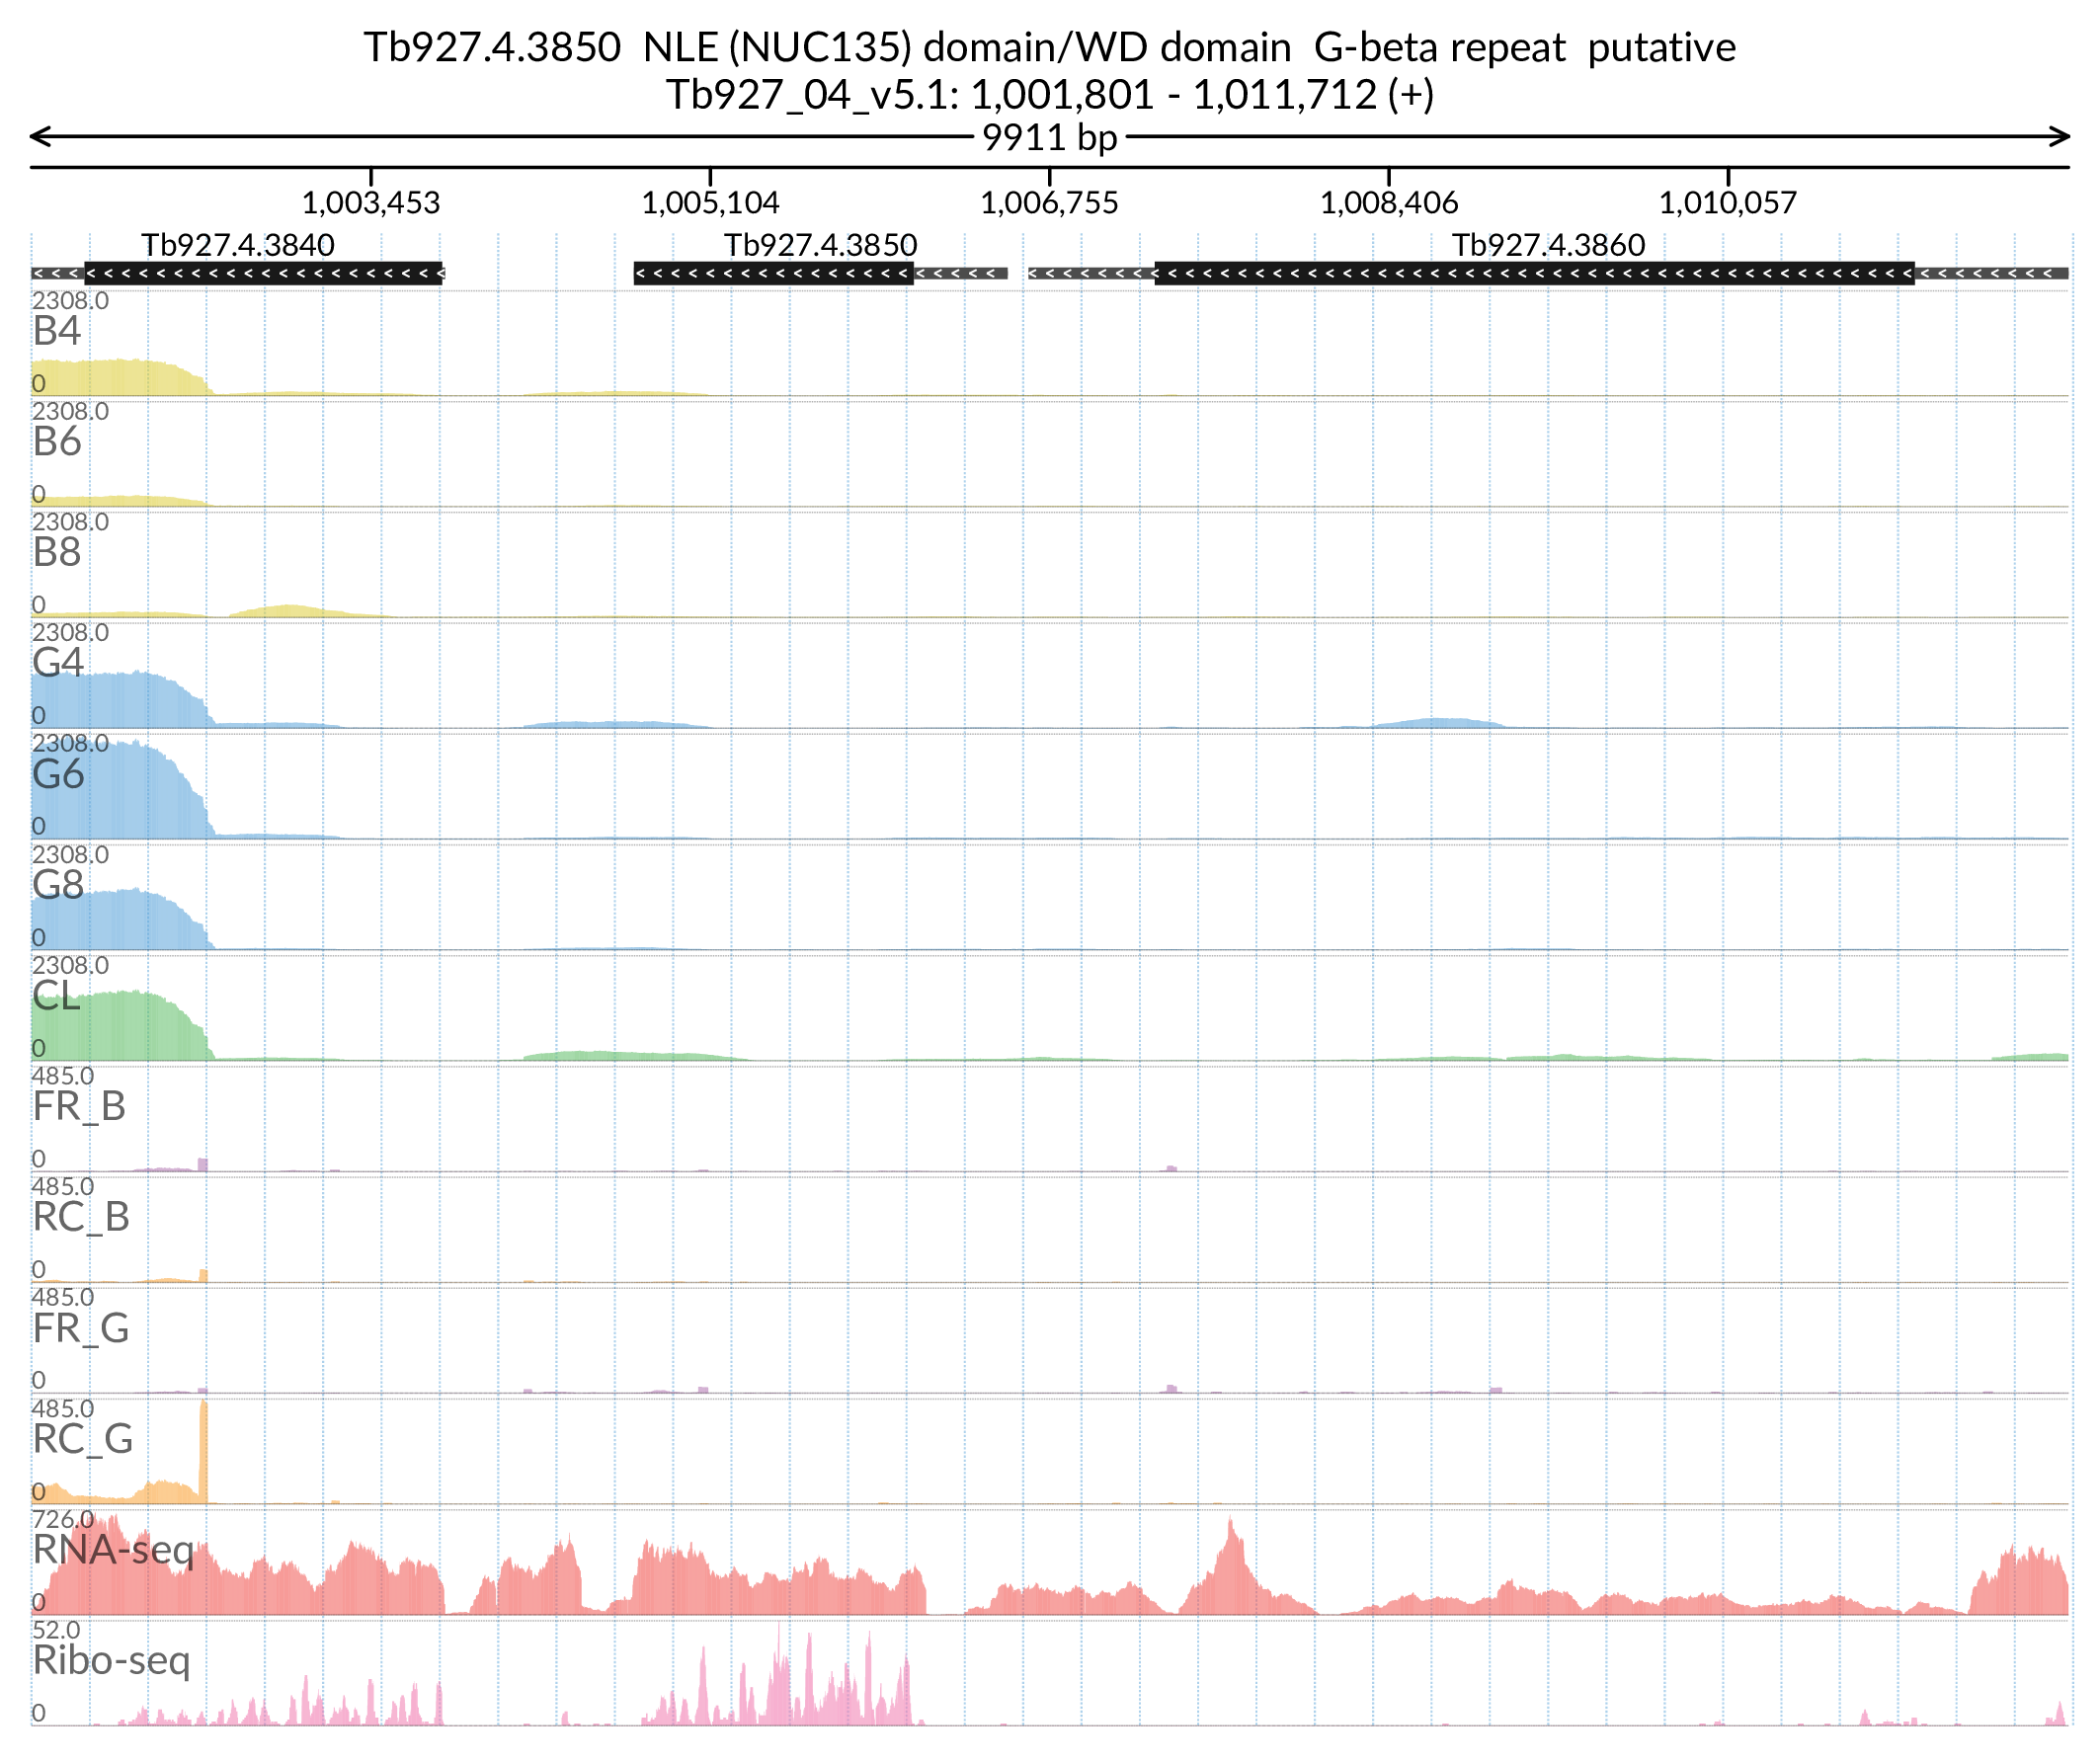 Tb927.4.3850  NLE (NUC135) domain/WD domain  G-beta repeat  putative
Tb927_04_v5.1: 1,001,801 - 1,011,712 (+)
9911 bp
1,003,453 1,005,104 1,006,755 1,008,406 1,010,057
Tb927.4.3840 Tb927.4.3850 Tb927.4.3860
2308.0
B4
0
2308.0
B6
0
2308.0
B8
0
2308.0
G4
0
2308.0
G6
0
2308.0
G8
0
2308.0
CL
0
485.0
FR_B
0
485.0
RC_B
0
485.0
FR_G
0
485.0
RC_G
0
726.0
RNA-seq
0
52.0
Ribo-seq
0